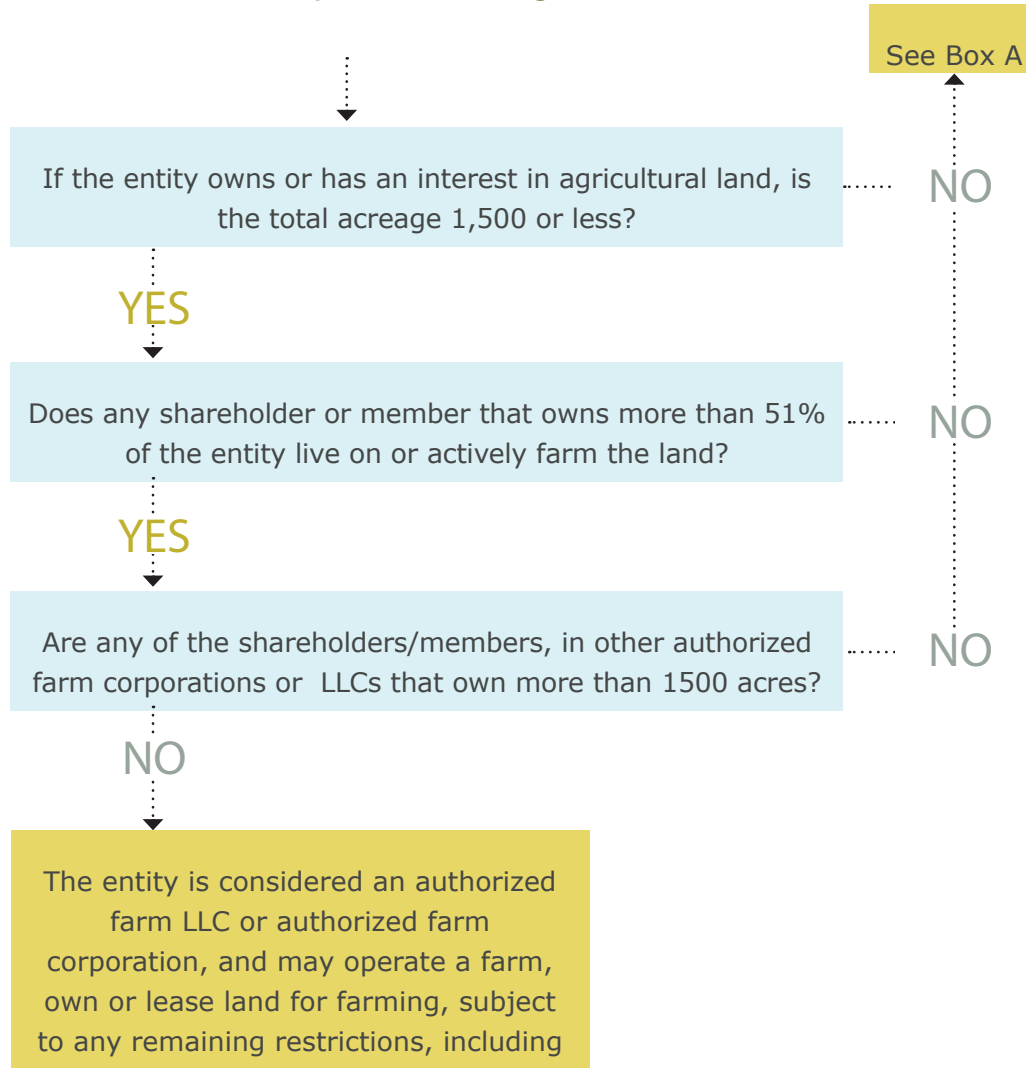 See Box A
If the entity owns or has an interest in agricultural land, is
the total acreage 1,500 or less?
NO
YES
Does any shareholder or member that owns more than 51%
of the entity live on or actively farm the land?
NO
YES
Are any of the shareholders/members, in other authorized
farm corporations or LLCs that own more than 1500 acres?
NO
NO
The entity is considered an authorized
farm LLC or authorized farm
corporation, and may operate a farm,
own or lease land for farming, subject
to any remaining restrictions, including